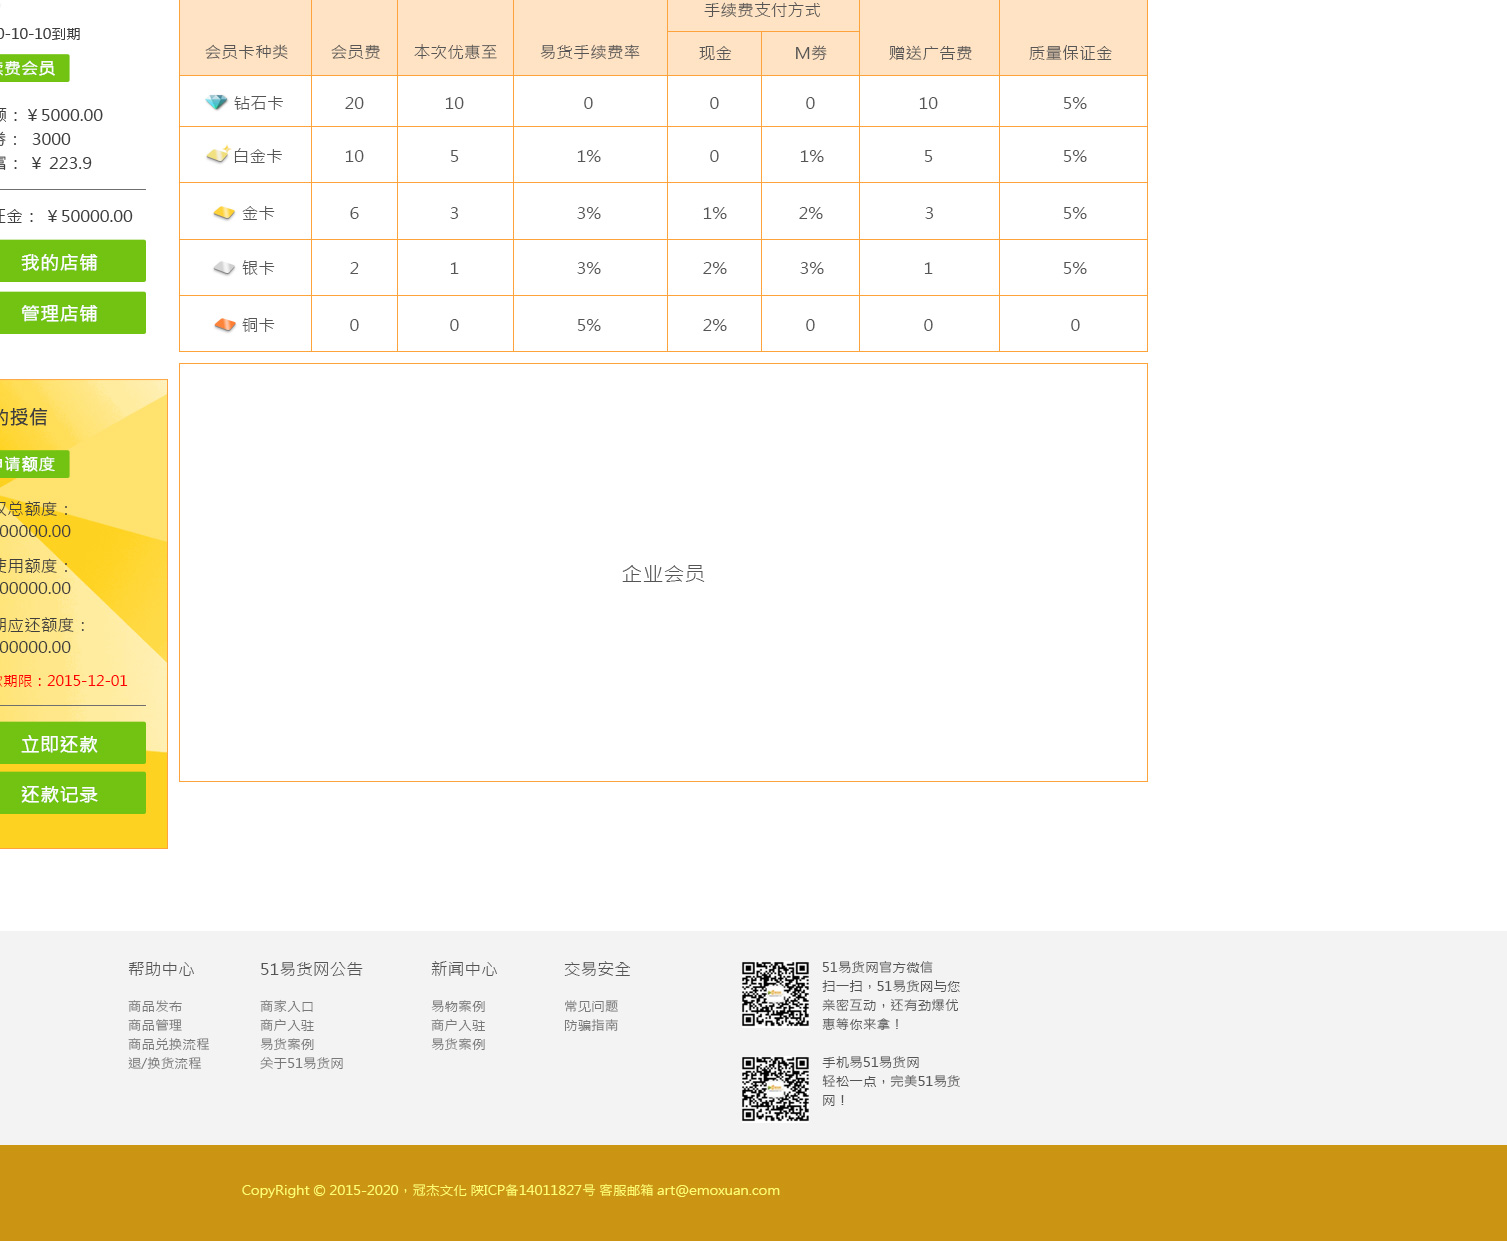 0-10-10到期
续费会员
额：￥5000.00
券： 3000
富：￥ 223.9
证金：￥50000.00
我的店铺
管理店铺
的授信
申请额度
权总额度：
00000.00
使用额度：
00000.00
期应还额度：
00000.00
款期限：2015-12-01
立即还款
还款记录
手续费支付方式
会员卡种类 会员费 本次优惠至 易货手续费率 现金 M劵 赠送广告费 质量保证金
钻石卡 20 10 0 0 0 10 5%
白金卡 10 5 1% 0 1% 5 5%
金卡 6 3 3% 1% 2% 3 5%
银卡 2 1 3% 2% 3% 1 5%
铜卡 0 0 5% 2% 0 0 0
企业会员
帮助中心
商品发布
商品管理
商品兑换流程
退/换货流程
51易货网公告
商家入口
商户入驻
易货案例
关于51易货网
新闻中心
易物案例
商户入驻
易货案例
交易安全
常见问题
防骗指南
51易货网官方微信
扫一扫，51易货网与您
亲密互动，还有劲爆优
惠等你来拿！
手机易51易货网
轻松一点，完美51易货
网！
CopyRight © 2015-2020，冠杰文化 陕ICP备14011827号 客服邮箱 art@emoxuan.com